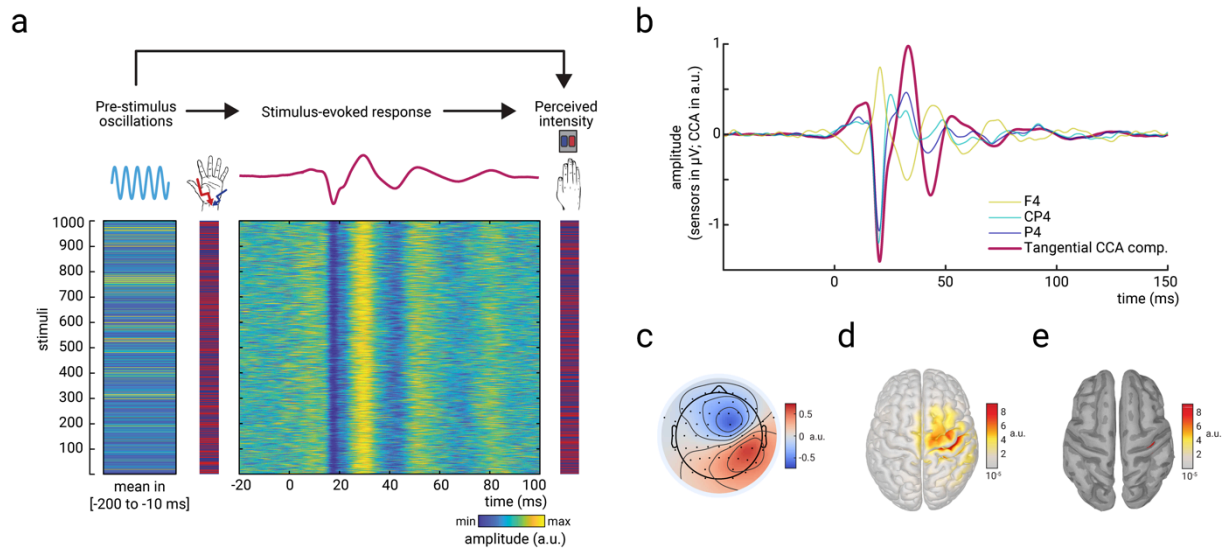 a
Pre-stimulus
oscillations
Stimulus-evoked response
Perceived
intensity
stimuli
1000
900
800
700
600
500
400
300
200
100
mean in
[-200 to -10 ms]
-20
0
20
40
60
80
100
time (ms)
min
max
amplitude (a.u.)
b
amplitude
(sensors in µV; CCA in a.u.)
1
0
-1
F4
CP4
P4
Tangential CCA comp.
0
50
100
150
time (ms)
c
0.5
0
-0.5
a.u.
d
8
6
4
2
a.u.
10⁻⁵
e
8
6
4
2
a.u.
10⁻⁵